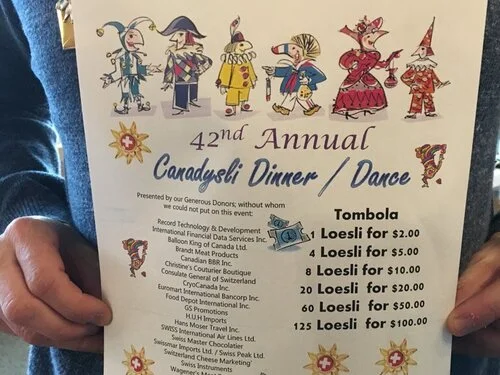 42nd Annual
Canadysli Dinner / Dance
Presented by our Generous Donors; without whom
we could not put on this event:
Record Technology & Development
International Financial Data Services Inc.
Balloon King of Canada Ltd.
Brandt Meat Products
Canadian BBR Inc.
Christine's Couturier Boutique
Consulate General of Switzerland
CryoCanada Inc.
Euromart International Bancorp Inc.
Food Depot International Inc.
GS Promotions
H.U.H Imports
Hans Moser Travel Inc.
SWISS International Air Lines Ltd.
Swiss Master Chocolatier
Swissmar Imports Ltd. / Swiss Peak Ltd.
Switzerland Cheese Marketing
Swiss Instruments
Tombola
1 Loesli for $2.00
4 Loesli for $5.00
8 Loesli for $10.00
20 Loesli for $20.00
60 Loesli for $50.00
125 Loesli for $100.00